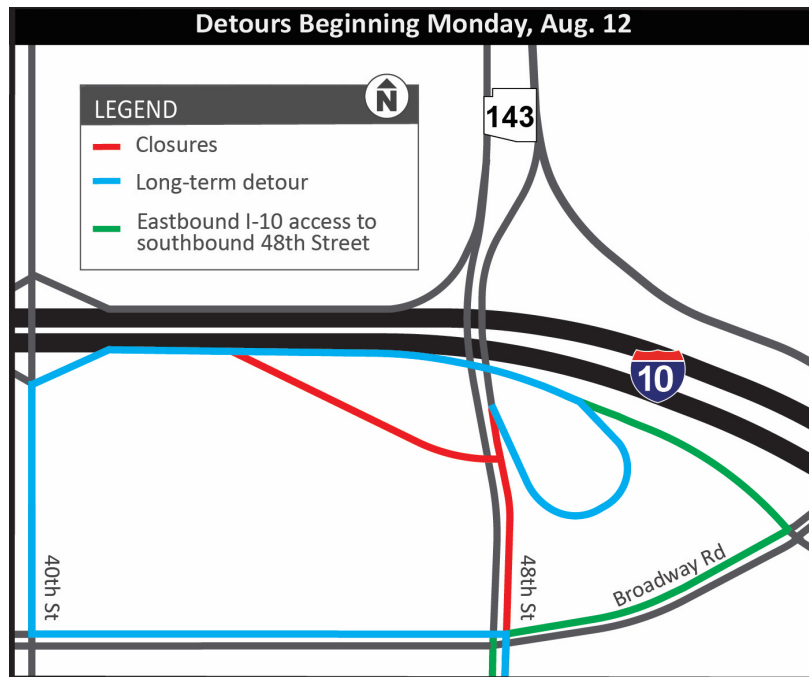 Detours Beginning Monday, Aug. 12
N
LEGEND
Closures
Long-term detour
Eastbound I-10 access to
southbound 48th Street
143
10
40th St
48th St
Broadway Rd